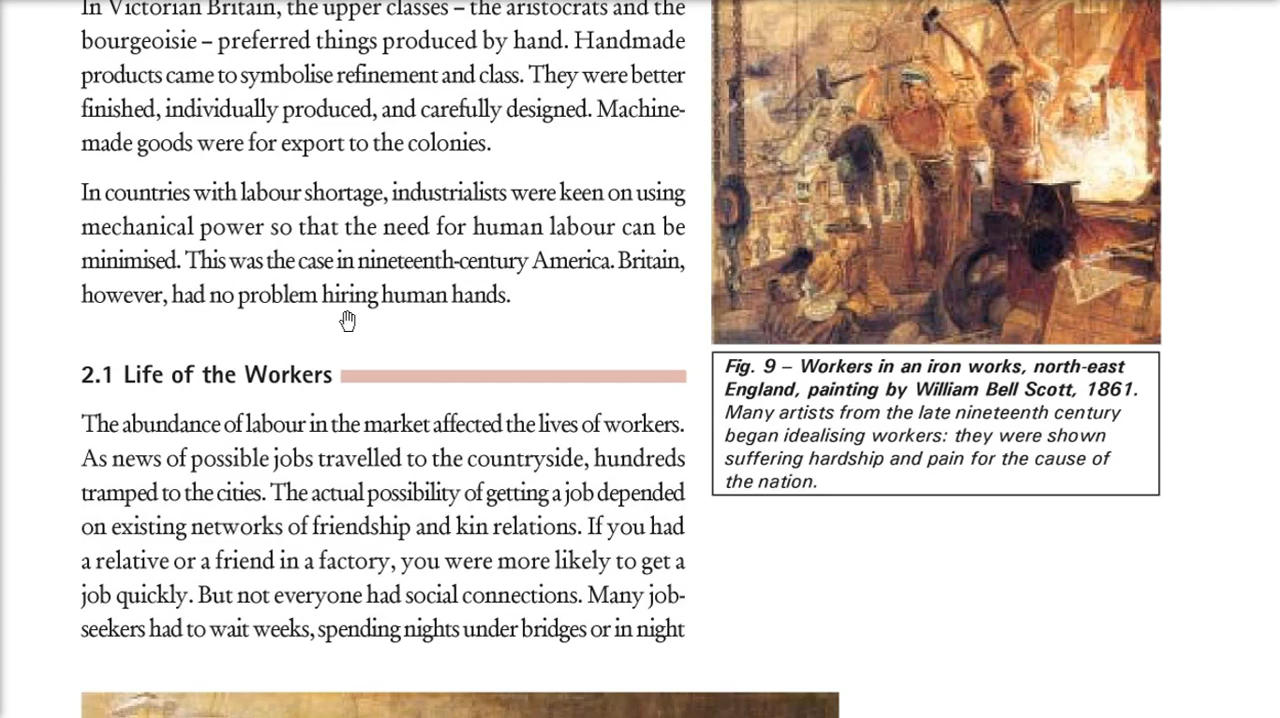 In Victorian Britain, the upper classes – the aristocrats and the
bourgeoisie – preferred things produced by hand. Handmade
products came to symbolise refinement and class. They were better
finished, individually produced, and carefully designed. Machine-
made goods were for export to the colonies.
In countries with labour shortage, industrialists were keen on using
mechanical power so that the need for human labour can be
minimised. This was the case in nineteenth-century America. Britain,
however, had no problem hiring human hands.
2.1 Life of the Workers
The abundance of labour in the market affected the lives of workers.
As news of possible jobs travelled to the countryside, hundreds
tramped to the cities. The actual possibility of getting a job depended
on existing networks of friendship and kin relations. If you had
a relative or a friend in a factory, you were more likely to get a
job quickly. But not everyone had social connections. Many job-
seekers had to wait weeks, spending nights under bridges or in night
Fig. 9 – Workers in an iron works, north-east
England, painting by William Bell Scott, 1861.
Many artists from the late nineteenth century
began idealising workers: they were shown
suffering hardship and pain for the cause of
the nation.